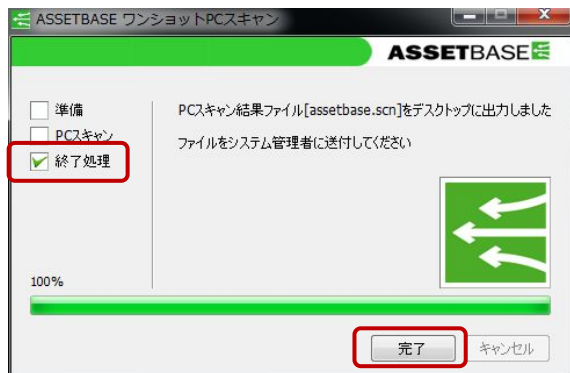 ASSETBASE ワンショットPCスキャン
ASSETBASE
準備
PCスキャン
終了処理
PCスキャン結果ファイル[assetbase.scn]をデスクトップに出力しました
ファイルをシステム管理者に送付してください
100%
完了
キャンセル